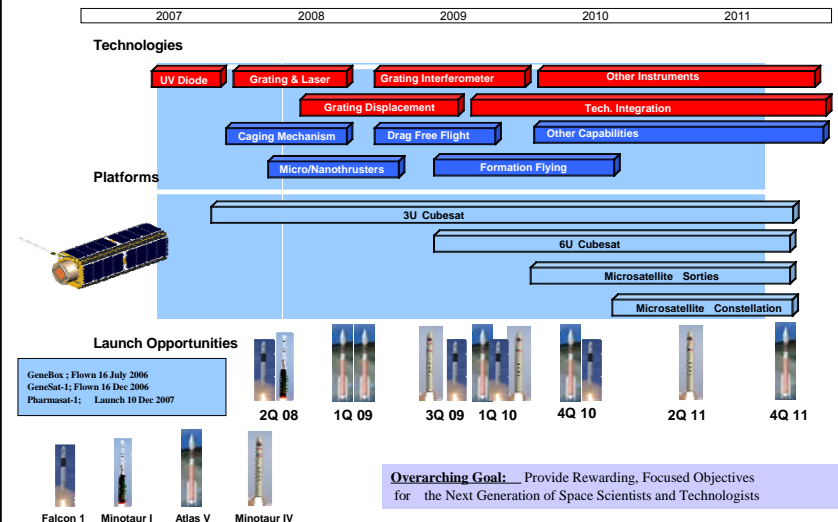 2007 2008 2009 2010 2011
Technologies
UV Diode Grating & Laser Grating Interferometer Other Instruments
Grating Displacement Tech. Integration
Caging Mechanism Drag Free Flight Other Capabilities
Micro/Nanothrusters Formation Flying
Platforms
3U Cubesat
6U Cubesat
Microsatellite Sorties
Microsatellite Constellation
Launch Opportunities
GeneBox ; Flown 16 July 2006
GeneSat-1; Flown 16 Dec 2006
Pharmasat-1; Launch 10 Dec 2007
2Q 08 1Q 09 3Q 09 1Q 10 4Q 10 2Q 11 4Q 11
Overarching Goal: Provide Rewarding, Focused Objectives
for the Next Generation of Space Scientists and Technologists
Falcon 1 Minotaur I Atlas V Minotaur IV